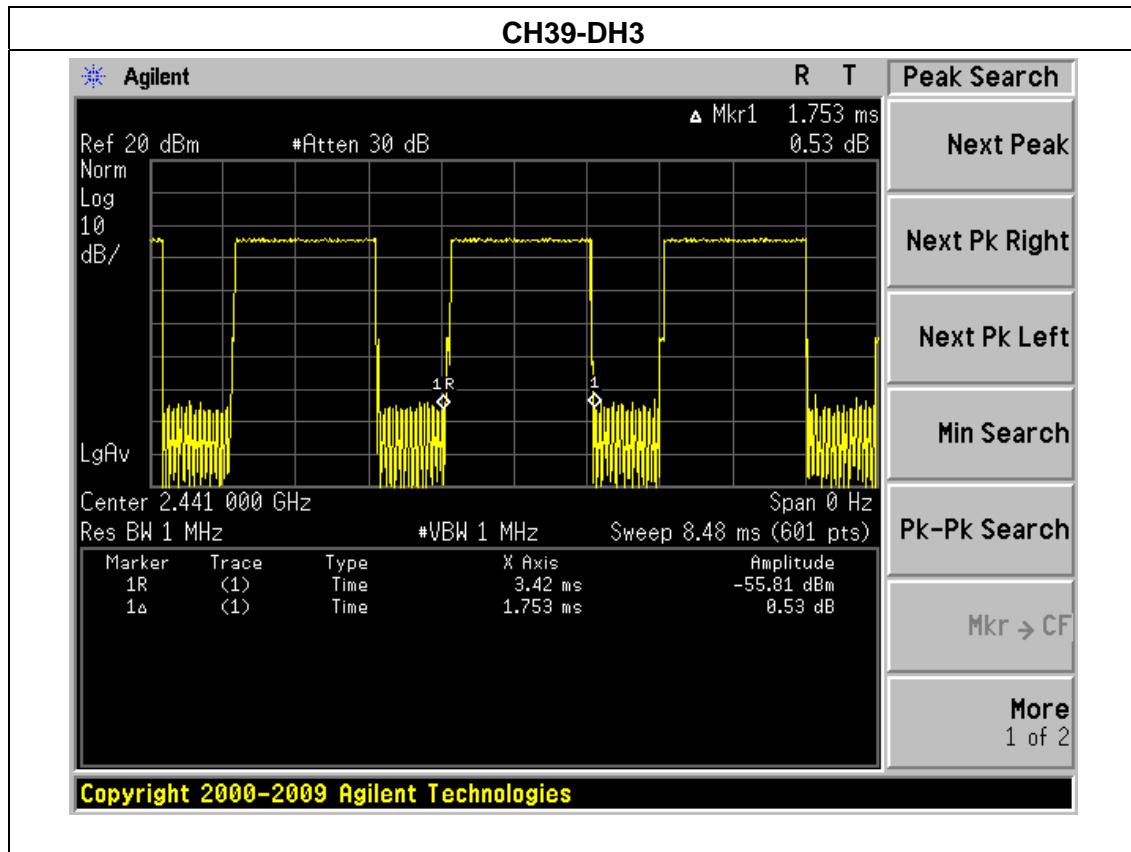 CH39-DH3
Agilent R T Peak Search
Δ Mkr1 1.753 ms
Ref 20 dBm #Atten 30 dB 0.53 dB
Norm
Log
10
dB/
1R 1
LgAv
Center 2.441 000 GHz Span 0 Hz
Res BW 1 MHz #VBW 1 MHz Sweep 8.48 ms (601 pts)
Marker Trace Type X Axis Amplitude
1R (1) Time 3.42 ms -55.81 dBm
1Δ (1) Time 1.753 ms 0.53 dB
Next Peak
Next Pk Right
Next Pk Left
Min Search
Pk-Pk Search
Mkr → CF
More
1 of 2
Copyright 2000-2009 Agilent Technologies